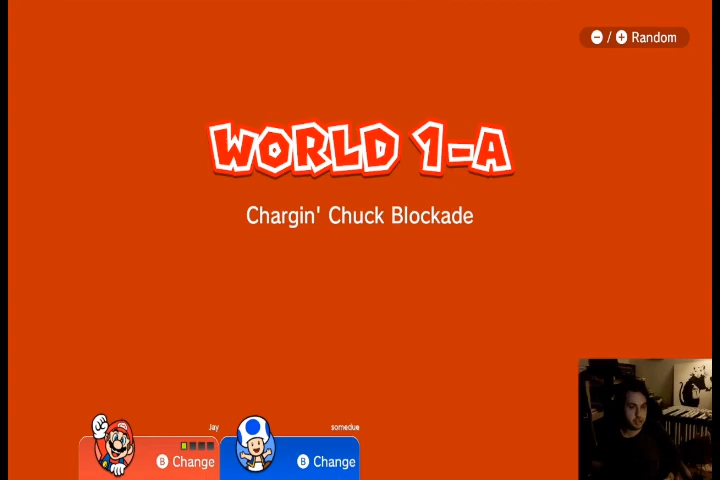 ⊖ / ⊕ Random
WORLD 1-A
Chargin' Chuck Blockade
Jay
somedue
Ⓑ Change
Ⓑ Change